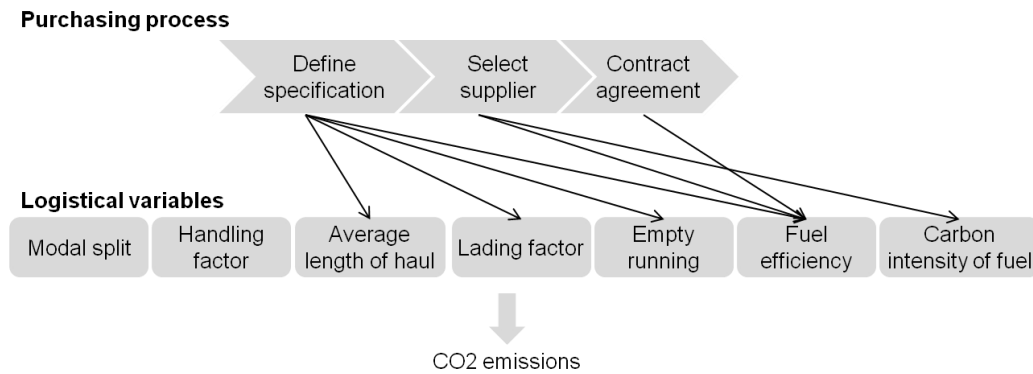 Purchasing process
Define
specification
Select
supplier
Contract
agreement
Logistical variables
Modal split
Handling
factor
Average
length of haul
Lading factor
Empty
running
Fuel
efficiency
Carbon
intensity of fuel
CO2 emissions